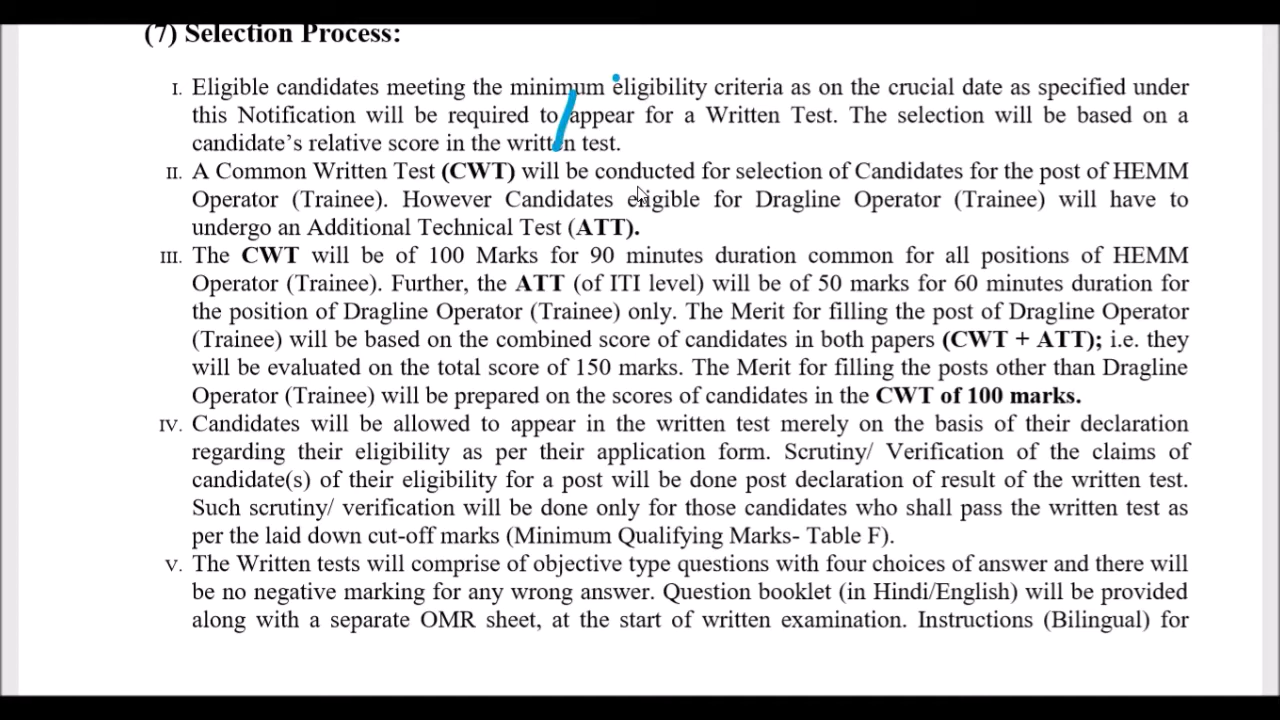 (7) Selection Process:
I. Eligible candidates meeting the minimum eligibility criteria as on the crucial date as specified under
this Notification will be required to appear for a Written Test. The selection will be based on a
candidate’s relative score in the written test.
II. A Common Written Test (CWT) will be conducted for selection of Candidates for the post of HEMM
Operator (Trainee). However Candidates eligible for Dragline Operator (Trainee) will have to
undergo an Additional Technical Test (ATT).
III. The CWT will be of 100 Marks for 90 minutes duration common for all positions of HEMM
Operator (Trainee). Further, the ATT (of ITI level) will be of 50 marks for 60 minutes duration for
the position of Dragline Operator (Trainee) only. The Merit for filling the post of Dragline Operator
(Trainee) will be based on the combined score of candidates in both papers (CWT + ATT); i.e. they
will be evaluated on the total score of 150 marks. The Merit for filling the posts other than Dragline
Operator (Trainee) will be prepared on the scores of candidates in the CWT of 100 marks.
IV. Candidates will be allowed to appear in the written test merely on the basis of their declaration
regarding their eligibility as per their application form. Scrutiny/ Verification of the claims of
candidate(s) of their eligibility for a post will be done post declaration of result of the written test.
Such scrutiny/ verification will be done only for those candidates who shall pass the written test as
per the laid down cut-off marks (Minimum Qualifying Marks- Table F).
V. The Written tests will comprise of objective type questions with four choices of answer and there will
be no negative marking for any wrong answer. Question booklet (in Hindi/English) will be provided
along with a separate OMR sheet, at the start of written examination. Instructions (Bilingual) for